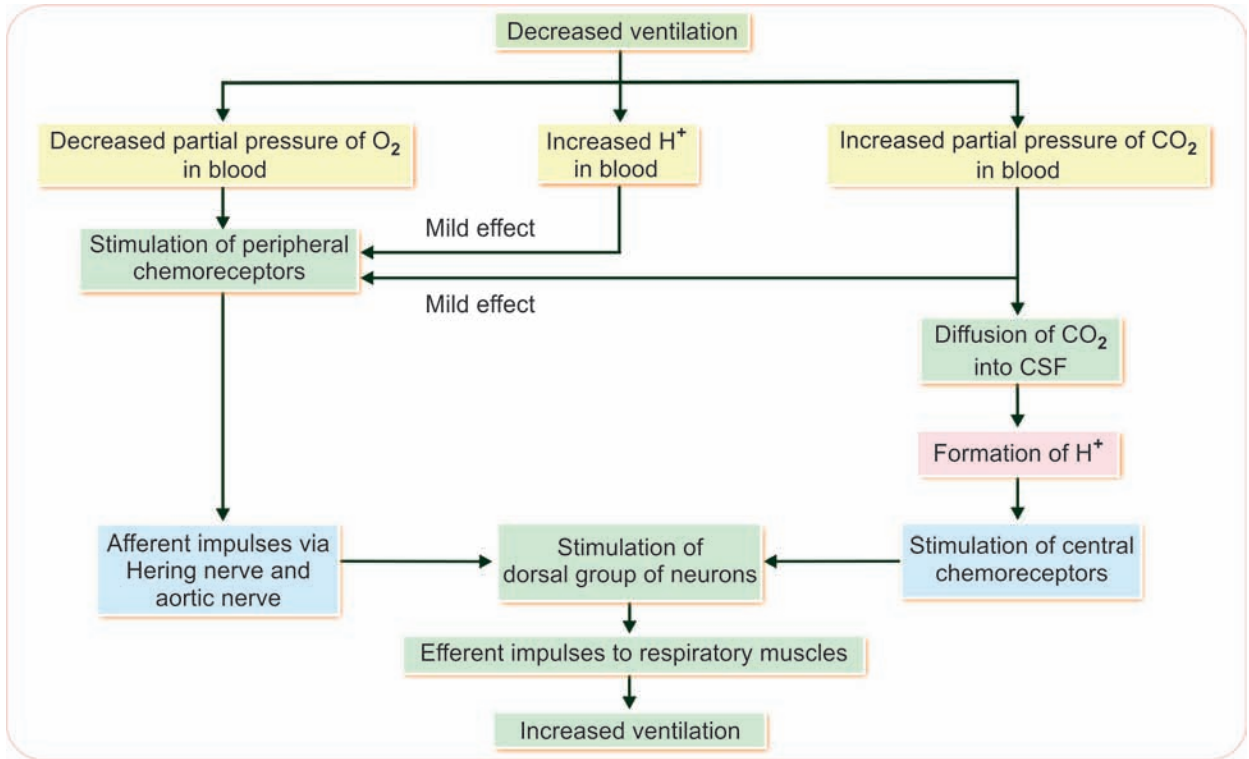 Decreased ventilation
Decreased partial pressure of O₂
in blood
Increased H⁺
in blood
Increased partial pressure of CO₂
in blood
Mild effect
Stimulation of peripheral
chemoreceptors
Mild effect
Diffusion of CO₂
into CSF
Formation of H⁺
Afferent impulses via
Hering nerve and
aortic nerve
Stimulation of
dorsal group of neurons
Stimulation of central
chemoreceptors
Efferent impulses to respiratory muscles
Increased ventilation